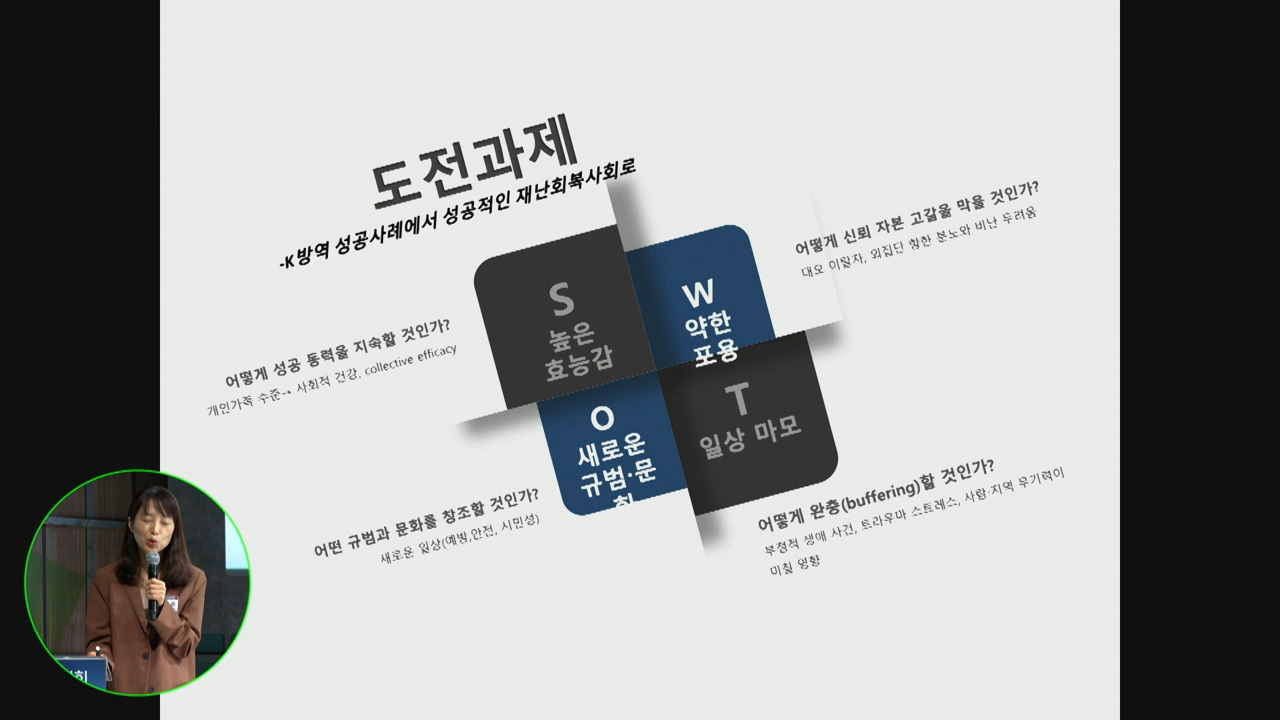 도전과제
-K방역 성공사례에서 성공적인 재난회복사회로
S
높은
효능감
W
약한
포용
O
새로운
규범·문
화
T
일상 마모
어떻게 성공 동력을 지속할 것인가?
개인가족 수준-• 사회적 건강, collective efficacy
어떻게 신뢰 자본 고갈을 막을 것인가?
대오 이탈자, 외집단 향한 분노와 비난 두려움
어떤 규범과 문화를 창조할 것인가?
새로운 일상(예방,안전, 시민성)
어떻게 완충(buffering)할 것인가?
부정적 생애 사건, 트라우마 스트레스, 사람·지역 무기력이
미칠 영향